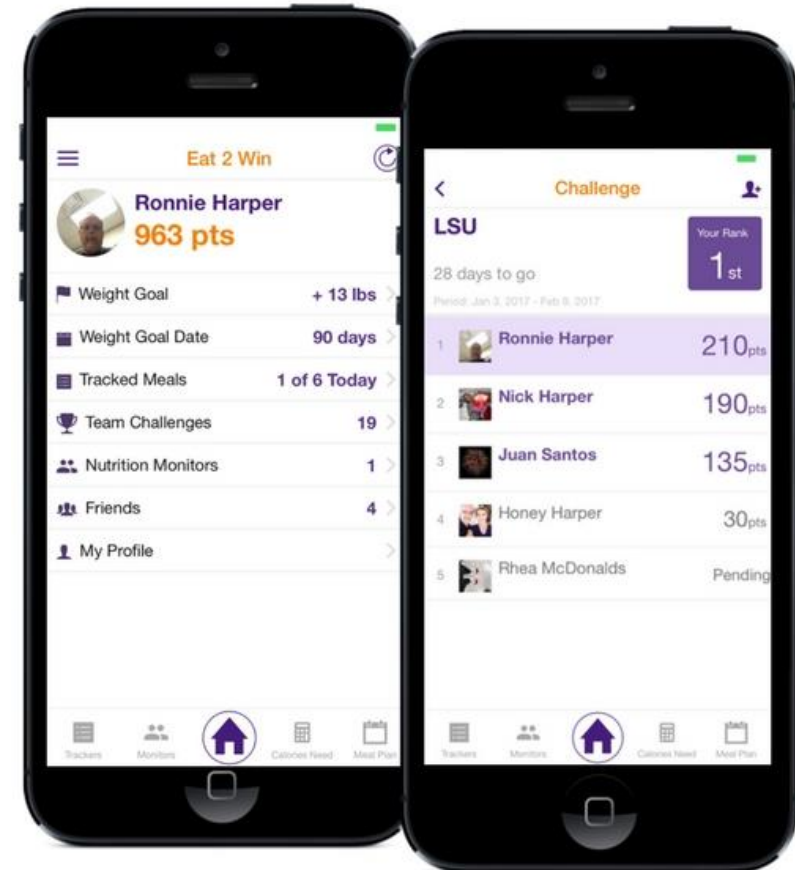 Eat 2 Win
Ronnie Harper
963 pts
Weight Goal + 13 lbs
Weight Goal Date 90 days
Tracked Meals 1 of 6 Today
Team Challenges 19
Nutrition Monitors 1
Friends 4
My Profile
Trackers Monitors Calories Need Meal Plan
Challenge
LSU
Your Rank
1st
28 days to go
Period: Jan 3, 2017 - Feb 8, 2017
1 Ronnie Harper 210pts
2 Nick Harper 190pts
3 Juan Santos 135pts
4 Honey Harper 30pts
5 Rhea McDonalds Pending
Trackers Monitors Calories Need Meal Plan